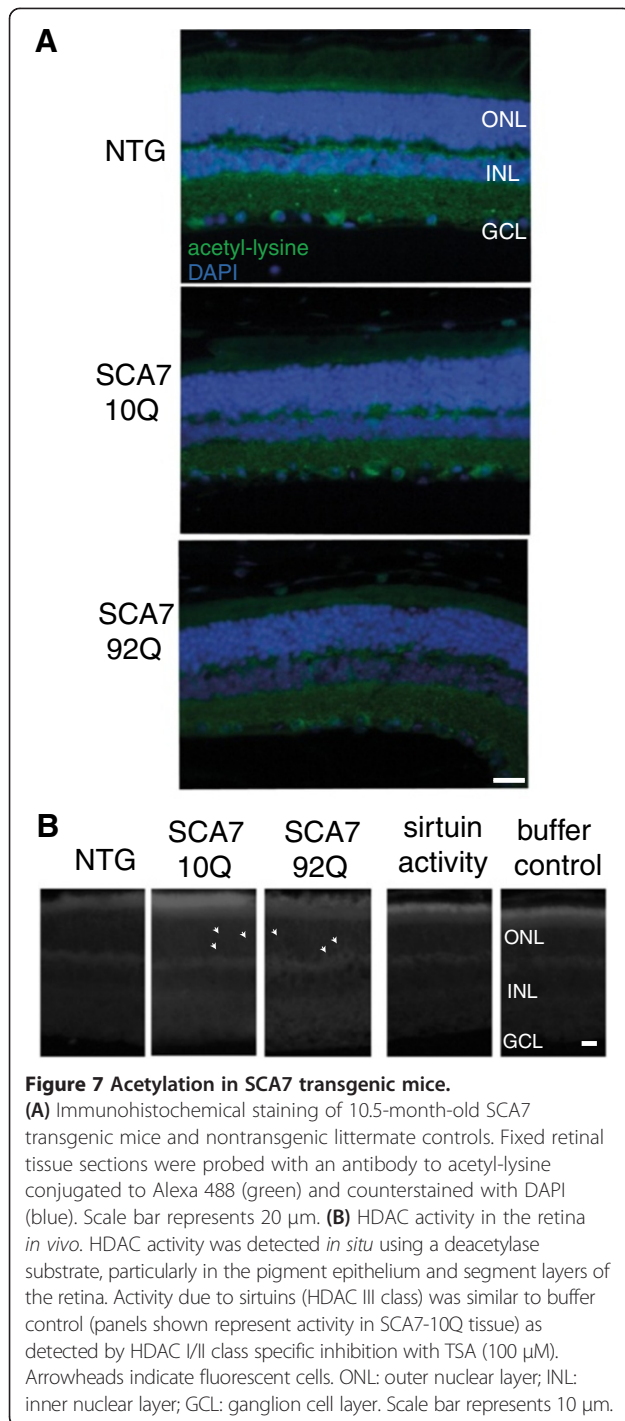 A
NTG
ONL
INL
GCL
acetyl-lysine
DAPI
SCA7
10Q
SCA7
92Q
B
NTG
SCA7
10Q
SCA7
92Q
sirtuin
activity
buffer
control
ONL
INL
GCL
Figure 7 Acetylation in SCA7 transgenic mice.
(A) Immunohistochemical staining of 10.5-month-old SCA7
transgenic mice and nontransgenic littermate controls. Fixed retinal
tissue sections were probed with an antibody to acetyl-lysine
conjugated to Alexa 488 (green) and counterstained with DAPI
(blue). Scale bar represents 20 μm. (B) HDAC activity in the retina
in vivo. HDAC activity was detected in situ using a deacetylase
substrate, particularly in the pigment epithelium and segment layers of
the retina. Activity due to sirtuins (HDAC III class) was similar to buffer
control (panels shown represent activity in SCA7-10Q tissue) as
detected by HDAC I/II class specific inhibition with TSA (100 μM).
Arrowheads indicate fluorescent cells. ONL: outer nuclear layer; INL:
inner nuclear layer; GCL: ganglion cell layer. Scale bar represents 10 μm.